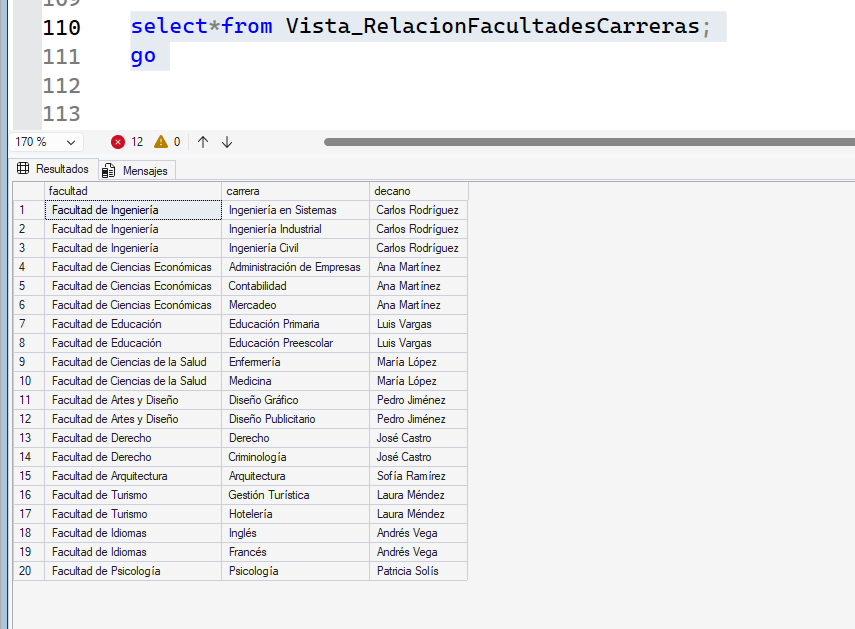 109
110 select*from Vista_RelacionFacultadesCarreras;
111 go
112
113
170 % 12 0
Resultados Mensajes
facultad carrera decano
1 Facultad de Ingeniería Ingeniería en Sistemas Carlos Rodríguez
2 Facultad de Ingeniería Ingeniería Industrial Carlos Rodríguez
3 Facultad de Ingeniería Ingeniería Civil Carlos Rodríguez
4 Facultad de Ciencias Económicas Administración de Empresas Ana Martínez
5 Facultad de Ciencias Económicas Contabilidad Ana Martínez
6 Facultad de Ciencias Económicas Mercadeo Ana Martínez
7 Facultad de Educación Educación Primaria Luis Vargas
8 Facultad de Educación Educación Preescolar Luis Vargas
9 Facultad de Ciencias de la Salud Enfermería María López
10 Facultad de Ciencias de la Salud Medicina María López
11 Facultad de Artes y Diseño Diseño Gráfico Pedro Jiménez
12 Facultad de Artes y Diseño Diseño Publicitario Pedro Jiménez
13 Facultad de Derecho Derecho José Castro
14 Facultad de Derecho Criminología José Castro
15 Facultad de Arquitectura Arquitectura Sofía Ramírez
16 Facultad de Turismo Gestión Turística Laura Méndez
17 Facultad de Turismo Hotelería Laura Méndez
18 Facultad de Idiomas Inglés Andrés Vega
19 Facultad de Idiomas Francés Andrés Vega
20 Facultad de Psicología Psicología Patricia Solís